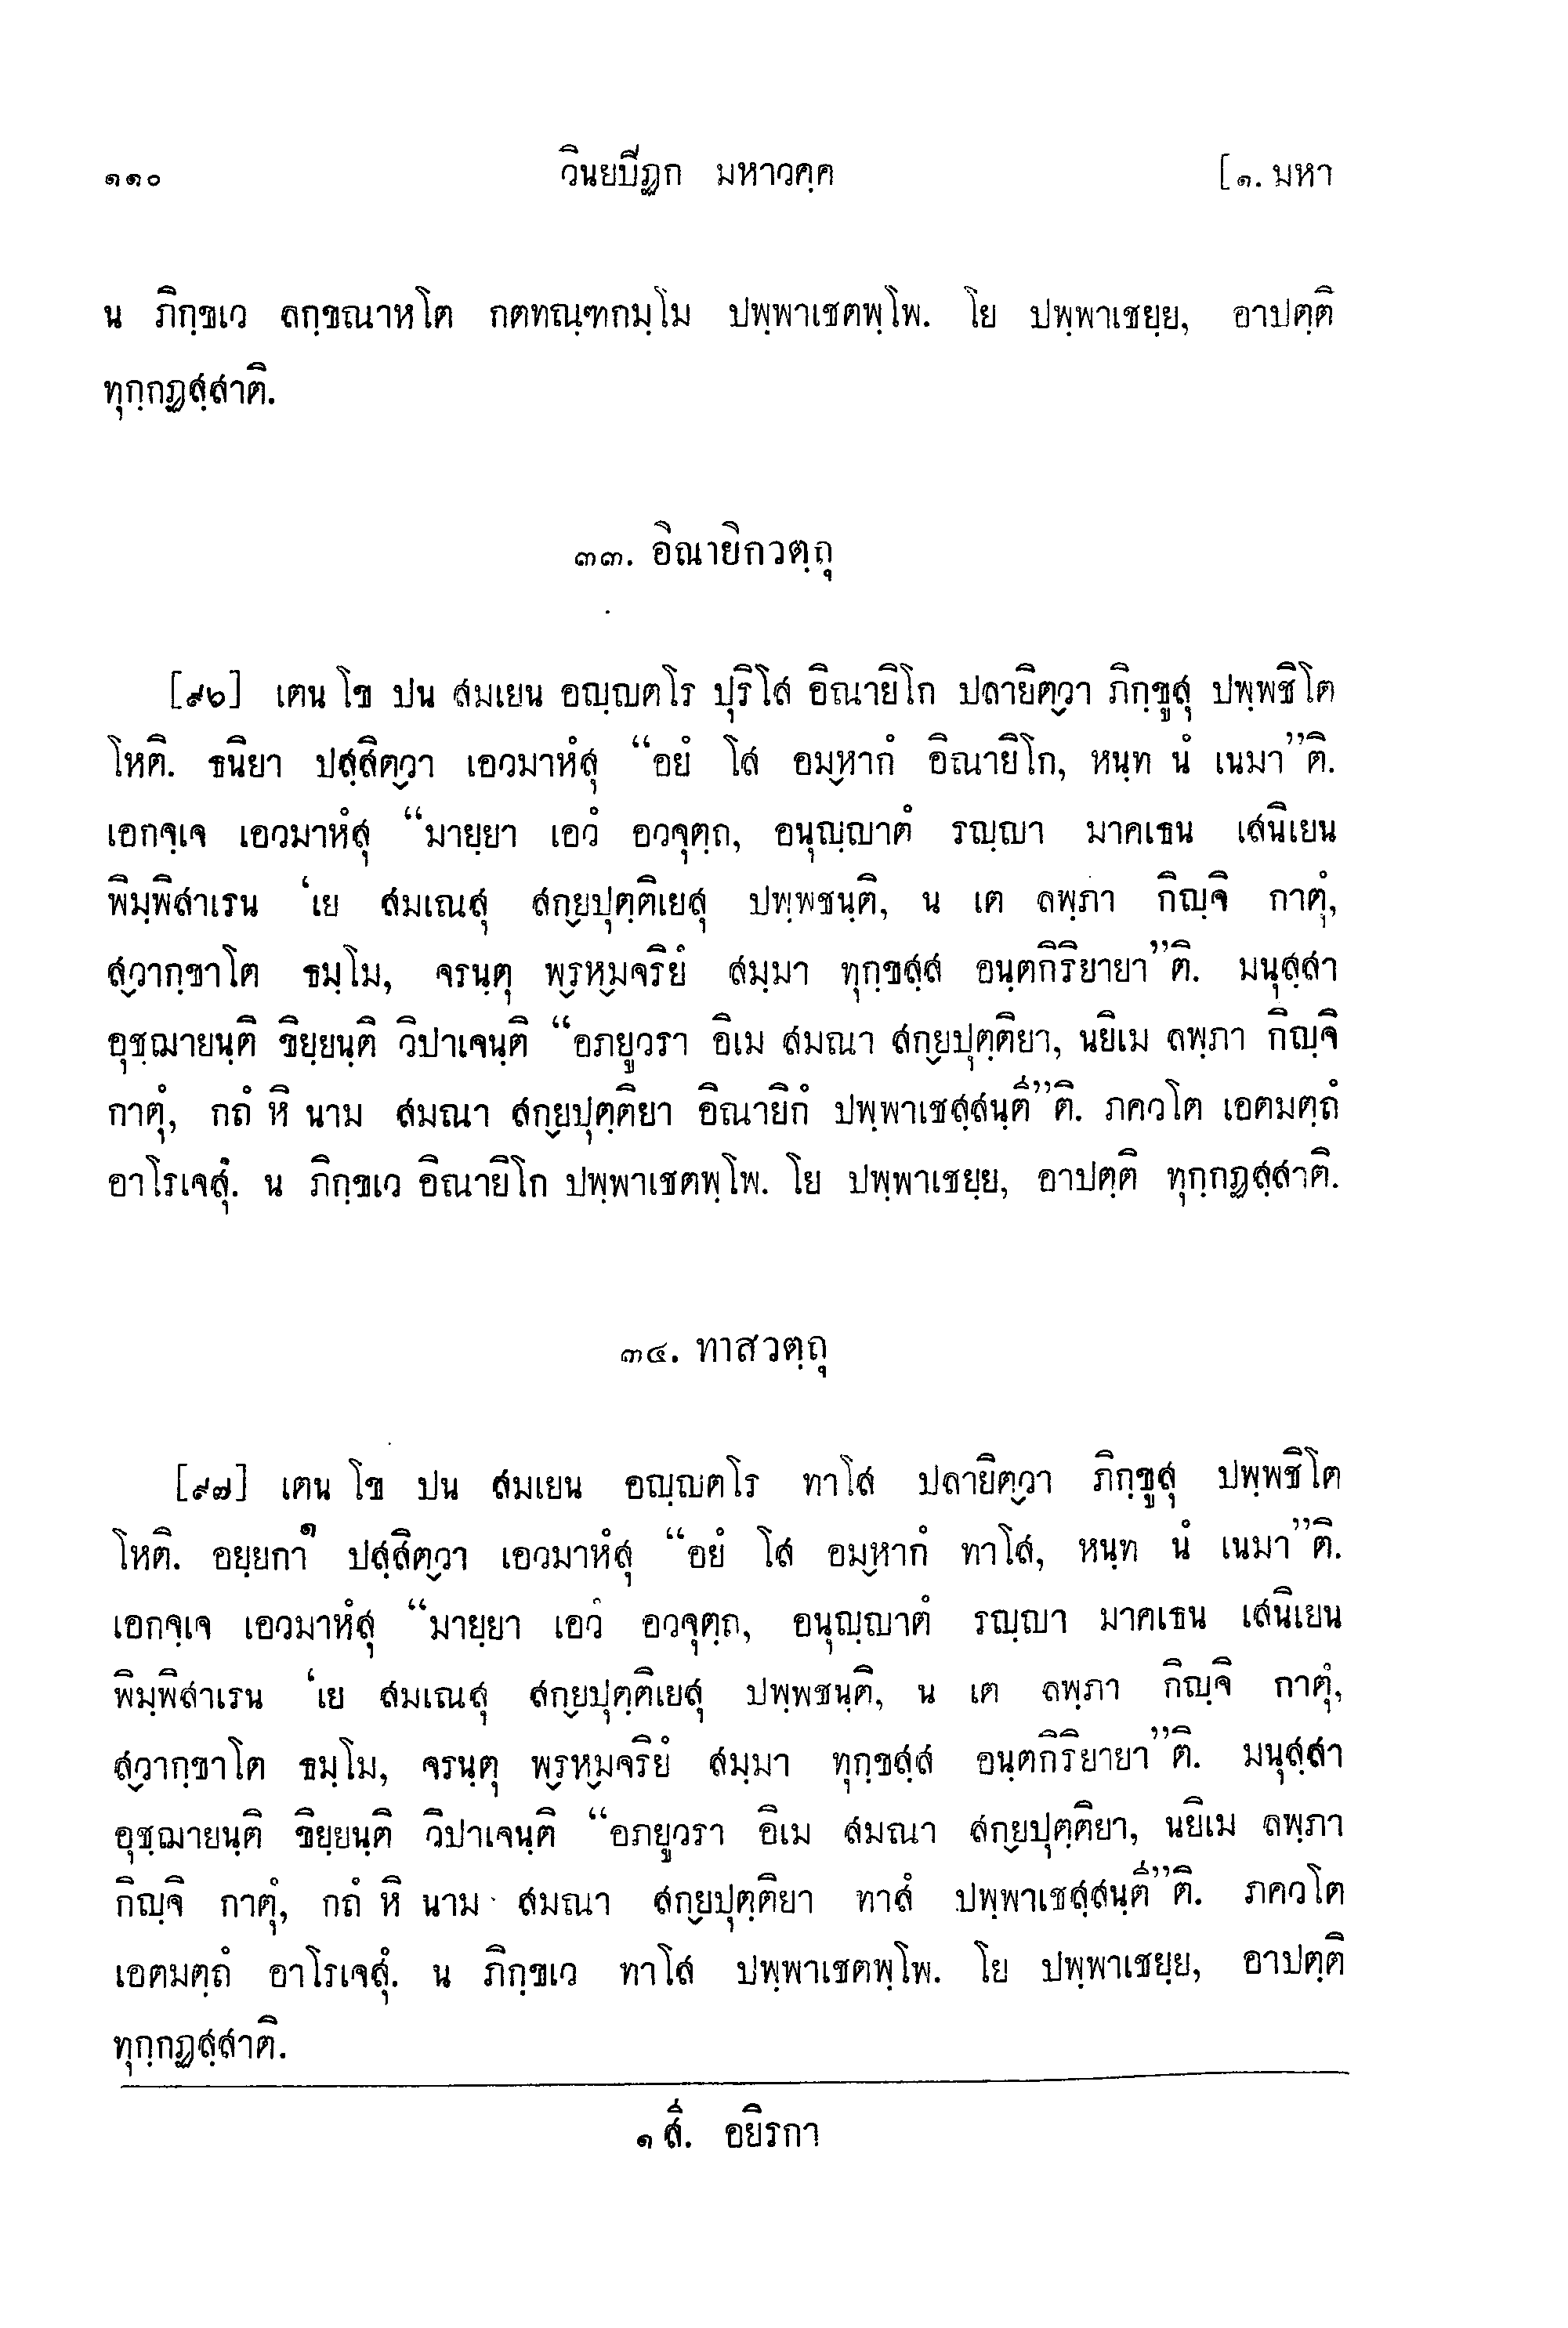 ๑๑๐ วินยปีฏก มหาวคฺค [๑. มหา
น ภิกฺขเว ลกฺขณาหโต กตทณฺฑกมฺโม ปพฺพาเชตพฺโพ. โย ปพฺพาเชยฺย, อาปตฺติ
ทุกฺกฏสฺสาติ.
๓๓. อิณายิกวตฺถุ
[๙๖] เตน โข ปน สมเยน อญฺญตโร ปุริโส อิณายิโก ปลายิตฺวา ภิกฺขูสุ ปพฺพชิโต
โหติ. ธนิยา ปสฺสิตฺวา เอวมาหํสุ “อยํ โส อมฺหากํ อิณายิโก, หนฺท นํ เนมา”ติ.
เอกจฺเจ เอวมาหํสุ “มายฺยา เอวํ อวจุตฺถ, อนุญฺญาตํ รญฺญา มาคเธน เสนิเยน
พิมฺพิสาเรน ‘เย สมเณสุ สกฺยปุตฺติเยสุ ปพฺพชนฺติ, น เต ลพฺภา กิญฺจิ กาตุํ,
สฺวากฺขาโต ธมฺโม, จรนฺตุ พฺรหฺมจริยํ สมฺมา ทุกฺขสฺส อนฺตกิริยายา”ติ. มนุสฺสา
อุชฺฌายนฺติ ขิยฺยนฺติ วิปาเจนฺติ “อภยูวรา อิเม สมณา สกฺยปุตฺติยา, นยิเม ลพฺภา กิญฺจิ
กาตุํ, กถํ หิ นาม สมณา สกฺยปุตฺติยา อิณายิกํ ปพฺพาเชสฺสนฺตี”ติ. ภควโต เอตมตฺถํ
อาโรเจสุํ. น ภิกฺขเว อิณายิโก ปพฺพาเชตพฺโพ. โย ปพฺพาเชยฺย, อาปตฺติ ทุกฺกฏสฺสาติ.
๓๔. ทาสวตฺถุ
[๙๗] เตน โข ปน สมเยน อญฺญตโร ทาโส ปลายิตฺวา ภิกฺขูสุ ปพฺพชิโต
โหติ. อยฺยกา๑ ปสฺสิตฺวา เอวมาหํสุ “อยํ โส อมฺหากํ ทาโส, หนฺท นํ เนมา”ติ.
เอกจฺเจ เอวมาหํสุ “มายฺยา เอวํ อวจุตฺถ, อนุญฺญาตํ รญฺญา มาคเธน เสนิเยน
พิมฺพิสาเรน ‘เย สมเณสุ สกฺยปุตฺติเยสุ ปพฺพชนฺติ, น เต ลพฺภา กิญฺจิ กาตุํ,
สฺวากฺขาโต ธมฺโม, จรนฺตุ พฺรหฺมจริยํ สมฺมา ทุกฺขสฺส อนฺตกิริยายา”ติ. มนุสฺสา
อุชฺฌายนฺติ ขิยฺยนฺติ วิปาเจนฺติ “อภยูวรา อิเม สมณา สกฺยปุตฺติยา, นยิเม ลพฺภา
กิญฺจิ กาตุํ, กถํ หิ นาม สมณา สกฺยปุตฺติยา ทาสํ ปพฺพาเชสฺสนฺตี”ติ. ภควโต
เอตมตฺถํ อาโรเจสุํ. น ภิกฺขเว ทาโส ปพฺพาเชตพฺโพ. โย ปพฺพาเชยฺย, อาปตฺติ
ทุกฺกฏสฺสาติ.
๑ สี. อยิรกา